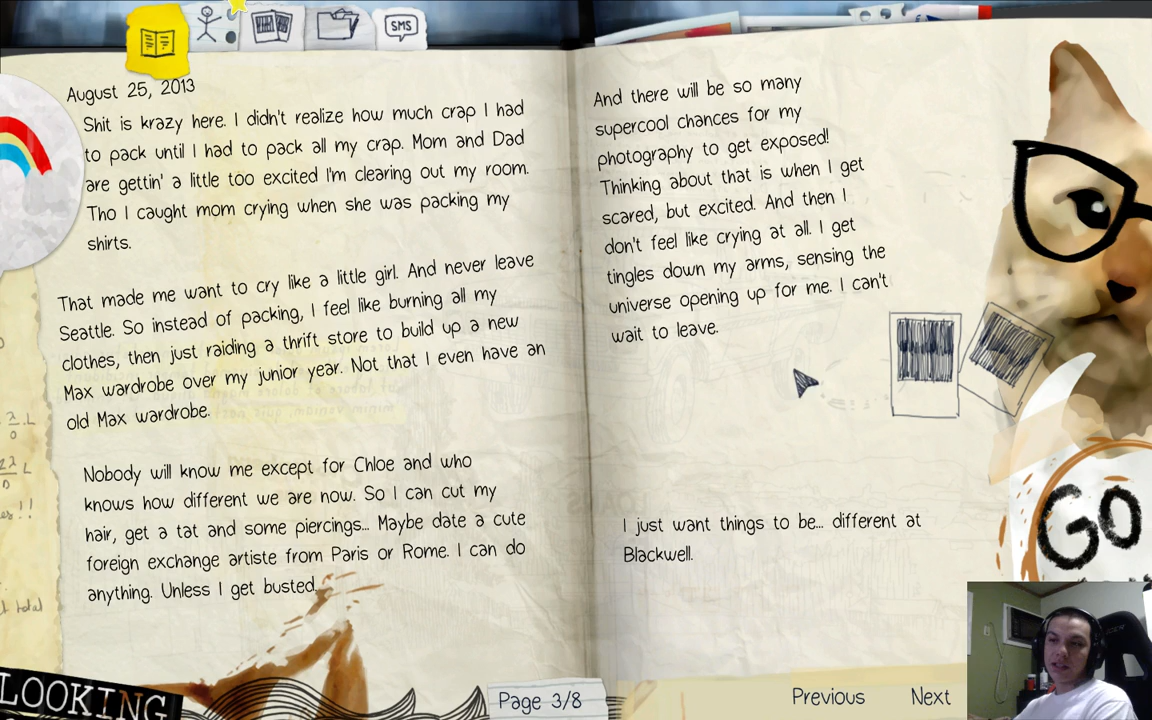 SMS
August 25, 2013
Shit is krazy here. I didn't realize how much crap I had
to pack until I had to pack all my crap. Mom and Dad
are gettin' a little too excited I'm clearing out my room.
Tho I caught mom crying when she was packing my
shirts.
That made me want to cry like a little girl. And never leave
Seattle. So instead of packing, I feel like burning all my
clothes, then just raiding a thrift store to build up a new
Max wardrobe over my junior year. Not that I even have an
old Max wardrobe.
Nobody will know me except for Chloe and who
knows how different we are now. So I can cut my
hair, get a tat and some piercings... Maybe date a cute
foreign exchange artiste from Paris or Rome. I can do
anything. Unless I get busted.
And there will be so many
supercool chances for my
photography to get exposed!
Thinking about that is when I get
scared, but excited. And then I
don't feel like crying at all. I get
tingles down my arms, sensing the
universe opening up for me. I can't
wait to leave.
I just want things to be... different at
Blackwell.
GO
LOOKING
Page 3/8
Previous
Next